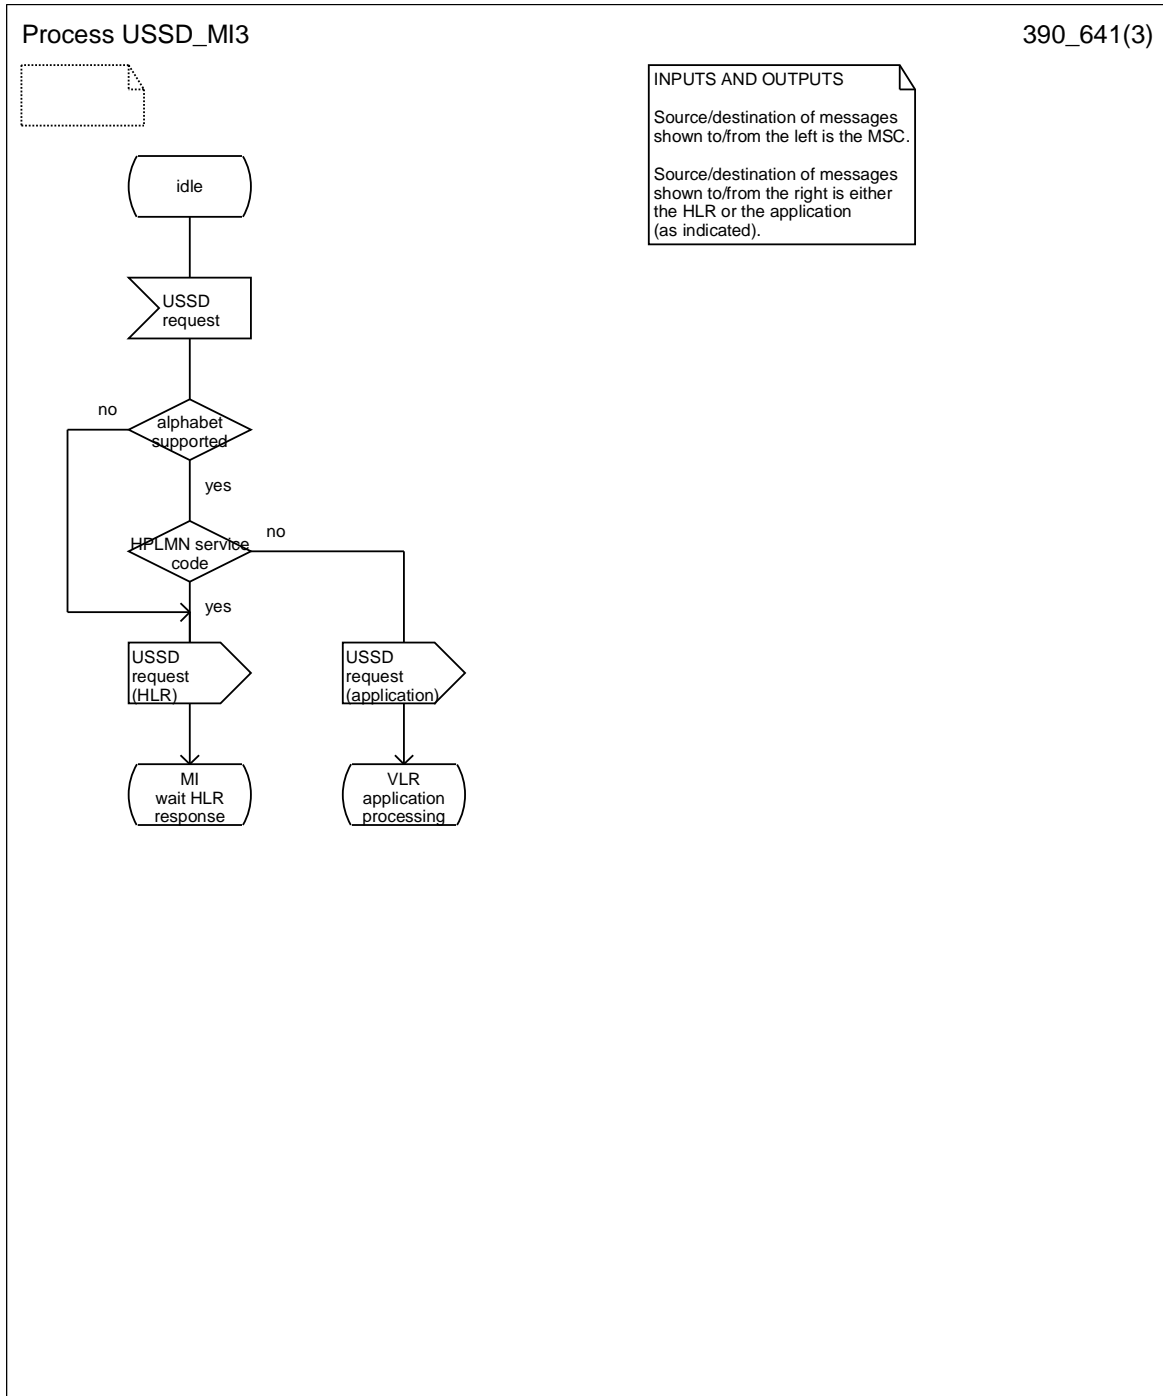 Process USSD_MI3
390_641(3)
INPUTS AND OUTPUTS
Source/destination of messages
shown to/from the left is the MSC.
Source/destination of messages
shown to/from the right is either
the HLR or the application
(as indicated).
idle
USSD
request
no
alphabet
supported
yes
HPLMN service
code
no
yes
USSD
request
(HLR)
USSD
request
(application)
MI
wait HLR
response
VLR
application
processing